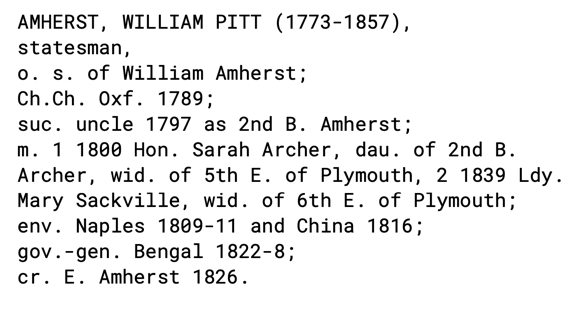 AMHERST, WILLIAM PITT (1773-1857),
statesman,
o. s. of William Amherst;
Ch.Ch. Oxf. 1789;
suc. uncle 1797 as 2nd B. Amherst;
m. 1 1800 Hon. Sarah Archer, dau. of 2nd B.
Archer, wid. of 5th E. of Plymouth, 2 1839 Ldy.
Mary Sackville, wid. of 6th E. of Plymouth;
env. Naples 1809-11 and China 1816;
gov.-gen. Bengal 1822-8;
cr. E. Amherst 1826.